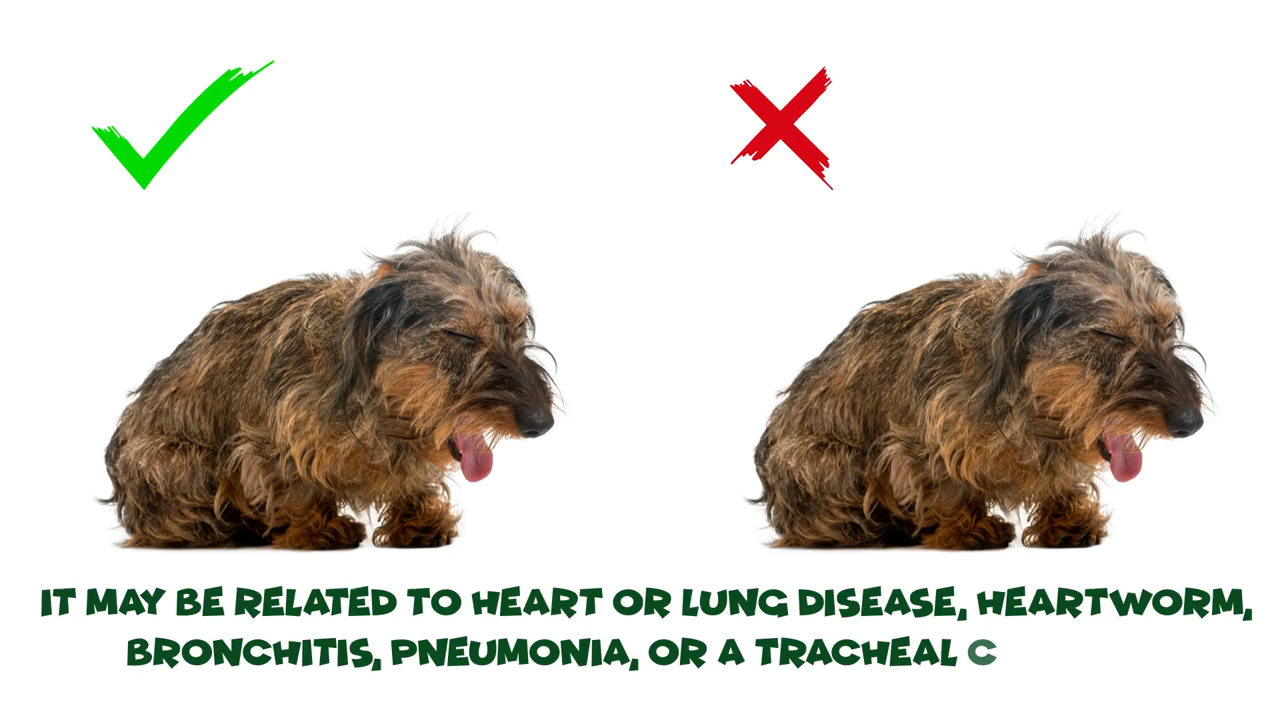 IT MAY BE RELATED TO HEART OR LUNG DISEASE, HEARTWORM,
BRONCHITIS, PNEUMONIA, OR A TRACHEAL C